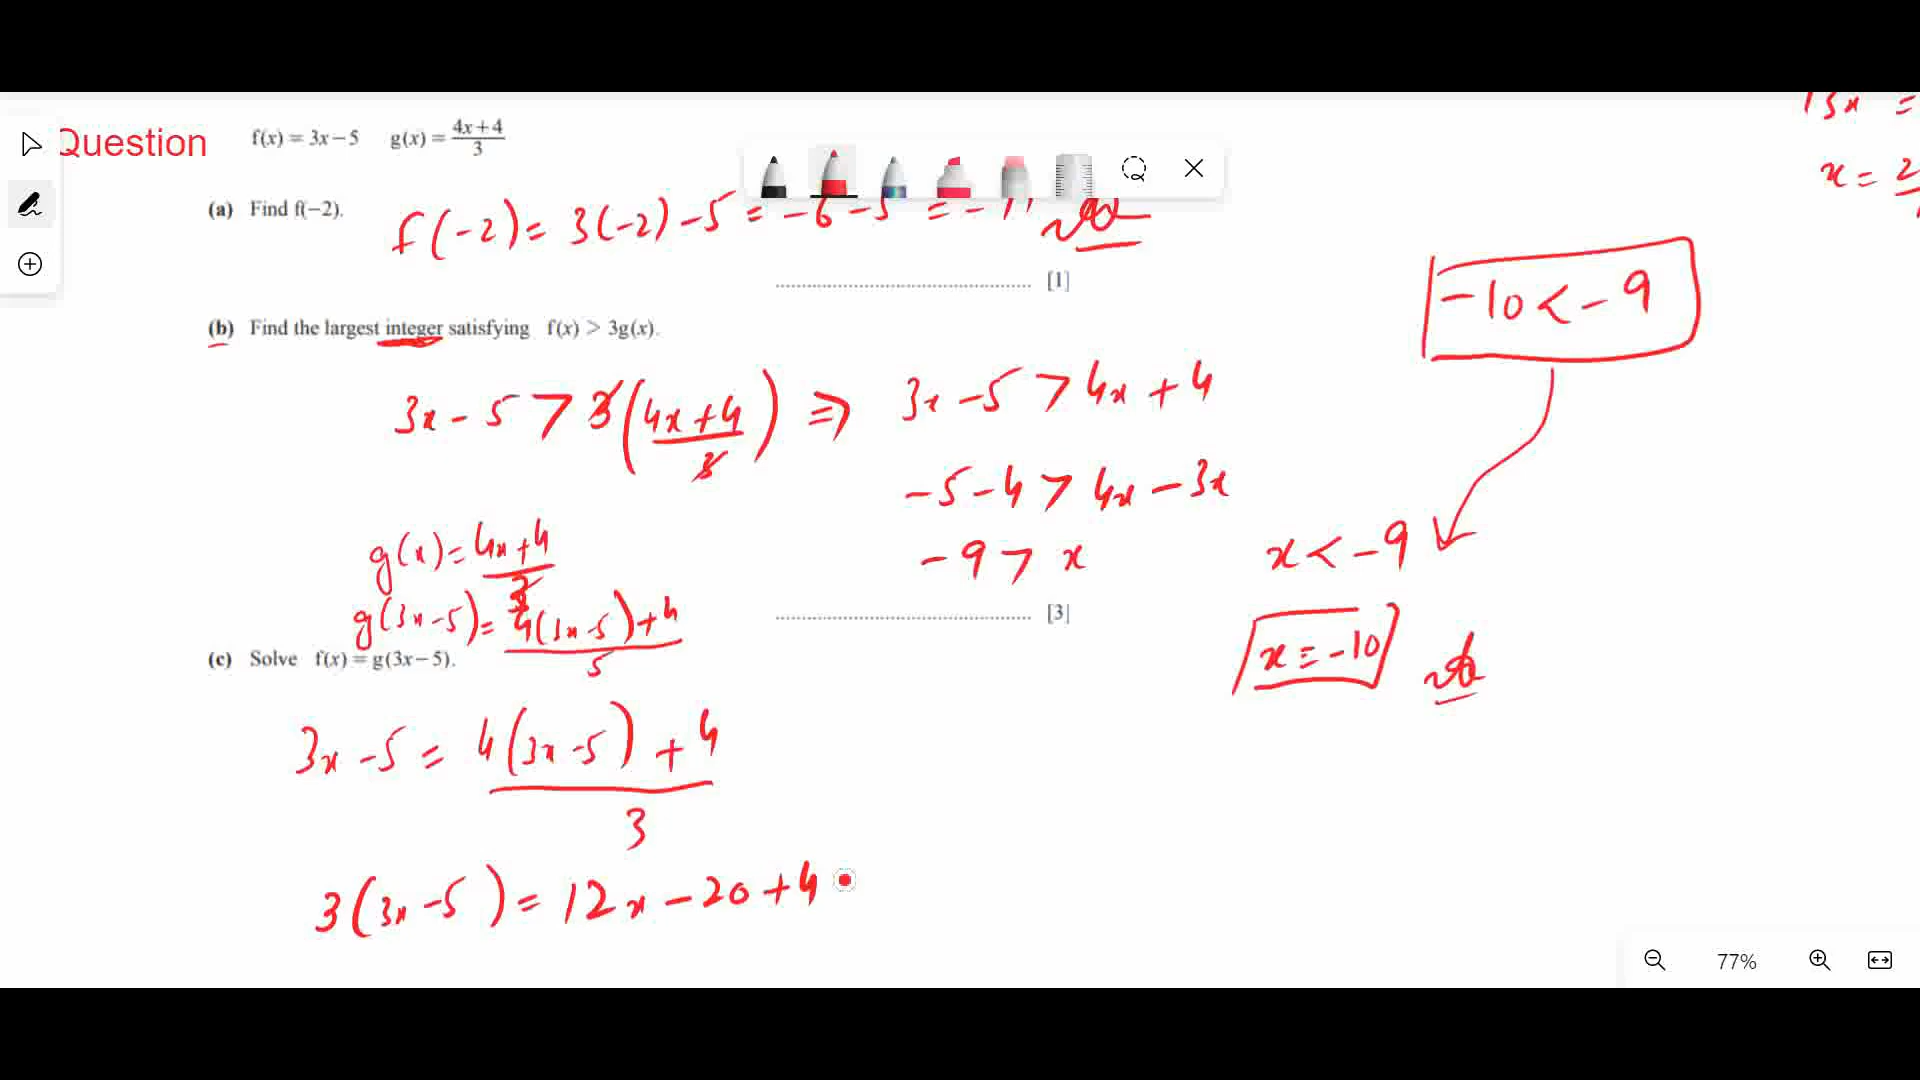 Question f(x) = 3x − 5 g(x) = (4x + 4)/3
13x =
x = 2
(a) Find f(−2).
f(-2) = 3(-2) - 5 = -6 - 5 = -11
[1]
-10 < -9
(b) Find the largest integer satisfying f(x) > 3g(x).
3x - 5 > 3((4x + 4)/3) ⇒ 3x - 5 > 4x + 4
-5 - 4 > 4x - 3x
-9 > x
x < -9
x = -10
[3]
g(x) = (4x + 4)/3
g(3x - 5) = (4(3x - 5) + 4)/5
(c) Solve f(x) = g(3x − 5).
3x - 5 = (4(3x - 5) + 4)/3
3(3x - 5) = 12x - 20 + 4
77%